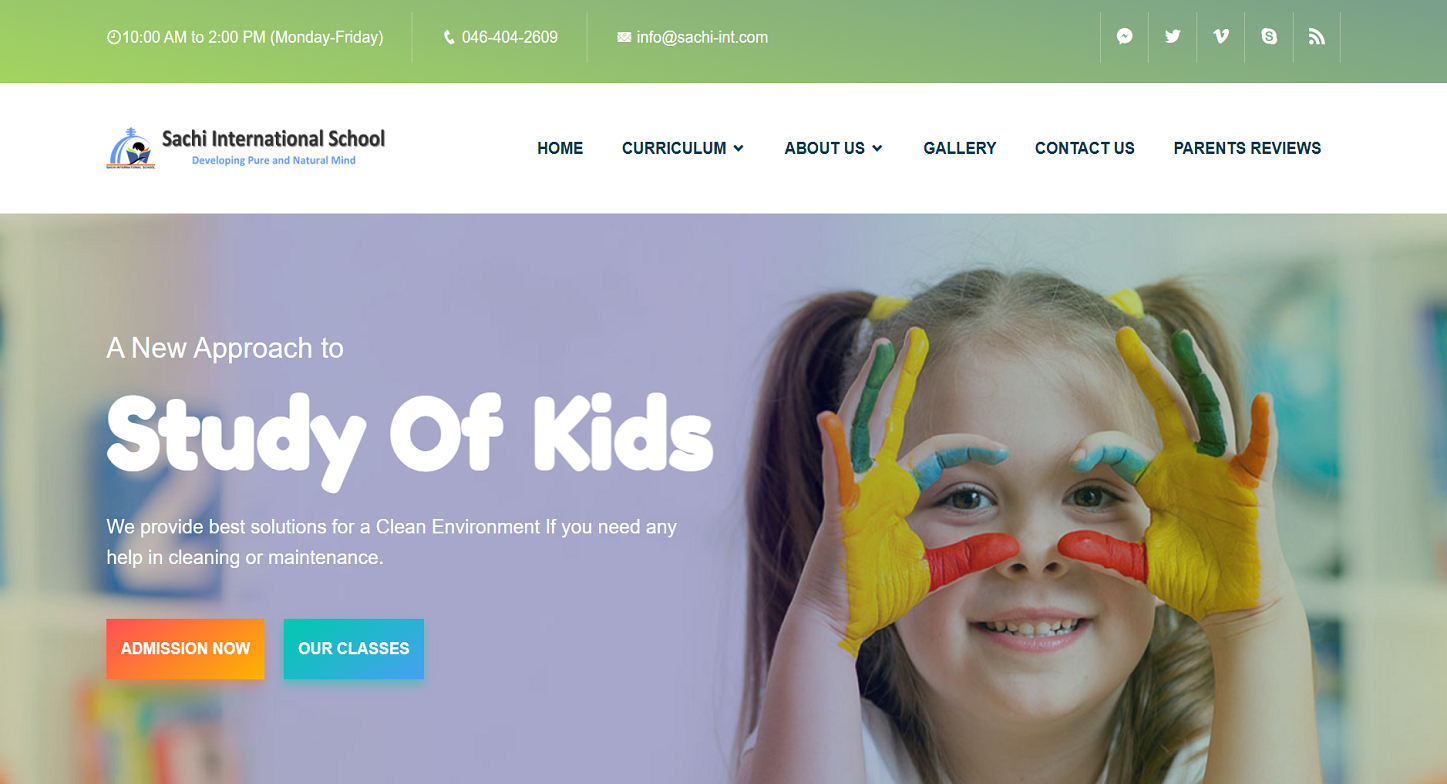 10:00 AM to 2:00 PM (Monday-Friday)
046-404-2609
info@sachi-int.com
Sachi International School
Developing Pure and Natural Mind
SACHI INTERNATIONAL SCHOOL
HOME
CURRICULUM
ABOUT US
GALLERY
CONTACT US
PARENTS REVIEWS
A New Approach to
Study Of Kids
We provide best solutions for a Clean Environment If you need any
help in cleaning or maintenance.
ADMISSION NOW
OUR CLASSES